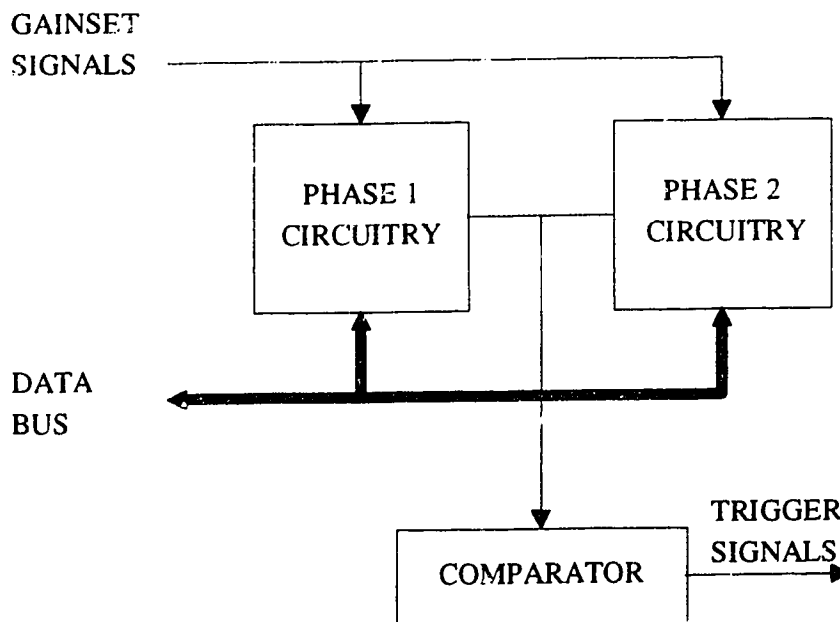 GAINSET
SIGNALS
PHASE 1
CIRCUITRY
PHASE 2
CIRCUITRY
DATA
BUS
TRIGGER
SIGNALS
COMPARATOR